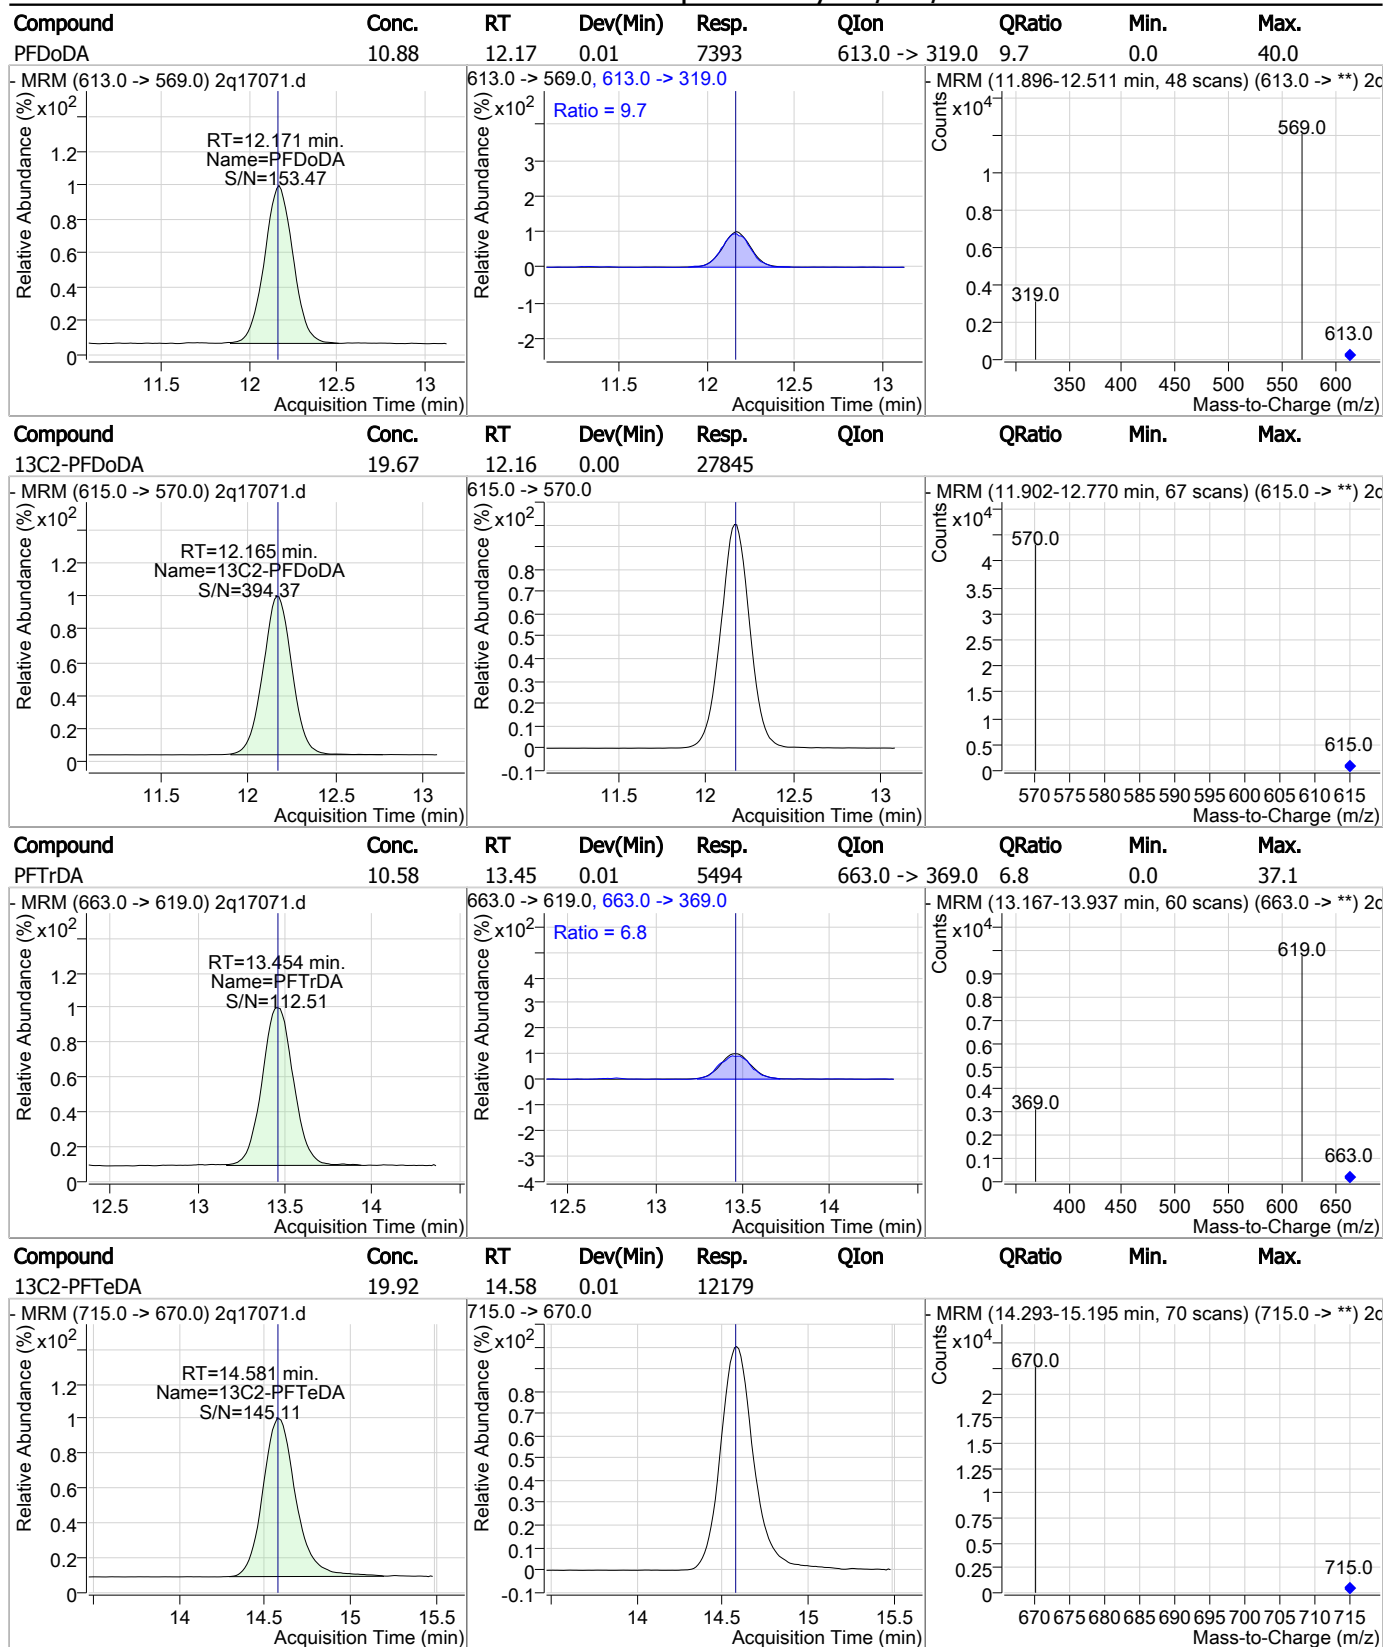 Compound Conc. RT Dev(Min) Resp. QIon QRatio Min. Max.
PFDoDA 10.88 12.17 0.01 7393 613.0 -> 319.0 9.7 0.0 40.0
- MRM (613.0 -> 569.0) 2q17071.d
Relative Abundance (%)
x10²
RT=12.171 min.
Name=PFDoDA
S/N=153.47
1.2
1
0.8
0.6
0.4
0.2
0
11.5 12 12.5 13
Acquisition Time (min)
613.0 -> 569.0, 613.0 -> 319.0
Relative Abundance (%)
x10²
Ratio = 9.7
3
2
1
0
-1
-2
11.5 12 12.5 13
Acquisition Time (min)
- MRM (11.896-12.511 min, 48 scans) (613.0 -> **) 2q
Counts
x10⁴
569.0
319.0
613.0
1
0.8
0.6
0.4
0.2
0
350 400 450 500 550 600
Mass-to-Charge (m/z)
Compound Conc. RT Dev(Min) Resp. QIon QRatio Min. Max.
13C2-PFDoDA 19.67 12.16 0.00 27845
- MRM (615.0 -> 570.0) 2q17071.d
Relative Abundance (%)
x10²
RT=12.165 min.
Name=13C2-PFDoDA
S/N=394.37
1.2
1
0.8
0.6
0.4
0.2
0
11.5 12 12.5 13
Acquisition Time (min)
615.0 -> 570.0
Relative Abundance (%)
x10²
0.8
0.7
0.6
0.5
0.4
0.3
0.2
0.1
0
-0.1
11.5 12 12.5 13
Acquisition Time (min)
- MRM (11.902-12.770 min, 67 scans) (615.0 -> **) 2q
Counts
x10⁴
570.0
615.0
4
3.5
3
2.5
2
1.5
1
0.5
0
570 575 580 585 590 595 600 605 610 615
Mass-to-Charge (m/z)
Compound Conc. RT Dev(Min) Resp. QIon QRatio Min. Max.
PFTrDA 10.58 13.45 0.01 5494 663.0 -> 369.0 6.8 0.0 37.1
- MRM (663.0 -> 619.0) 2q17071.d
Relative Abundance (%)
x10²
RT=13.454 min.
Name=PFTrDA
S/N=112.51
1.2
1
0.8
0.6
0.4
0.2
0
12.5 13 13.5 14
Acquisition Time (min)
663.0 -> 619.0, 663.0 -> 369.0
Relative Abundance (%)
x10²
Ratio = 6.8
4
3
2
1
0
-1
-2
-3
-4
12.5 13 13.5 14
Acquisition Time (min)
- MRM (13.167-13.937 min, 60 scans) (663.0 -> **) 2q
Counts
x10⁴
619.0
369.0
663.0
0.9
0.8
0.7
0.6
0.5
0.4
0.3
0.2
0.1
0
400 450 500 550 600 650
Mass-to-Charge (m/z)
Compound Conc. RT Dev(Min) Resp. QIon QRatio Min. Max.
13C2-PFTeDA 19.92 14.58 0.01 12179
- MRM (715.0 -> 670.0) 2q17071.d
Relative Abundance (%)
x10²
RT=14.581 min.
Name=13C2-PFTeDA
S/N=145.11
1.2
1
0.8
0.6
0.4
0.2
0
14 14.5 15 15.5
Acquisition Time (min)
715.0 -> 670.0
Relative Abundance (%)
x10²
0.8
0.7
0.6
0.5
0.4
0.3
0.2
0.1
0
-0.1
14 14.5 15 15.5
Acquisition Time (min)
- MRM (14.293-15.195 min, 70 scans) (715.0 -> **) 2q
Counts
x10⁴
670.0
715.0
2
1.75
1.5
1.25
1
0.75
0.5
0.25
0
670 675 680 685 690 695 700 705 710 715
Mass-to-Charge (m/z)